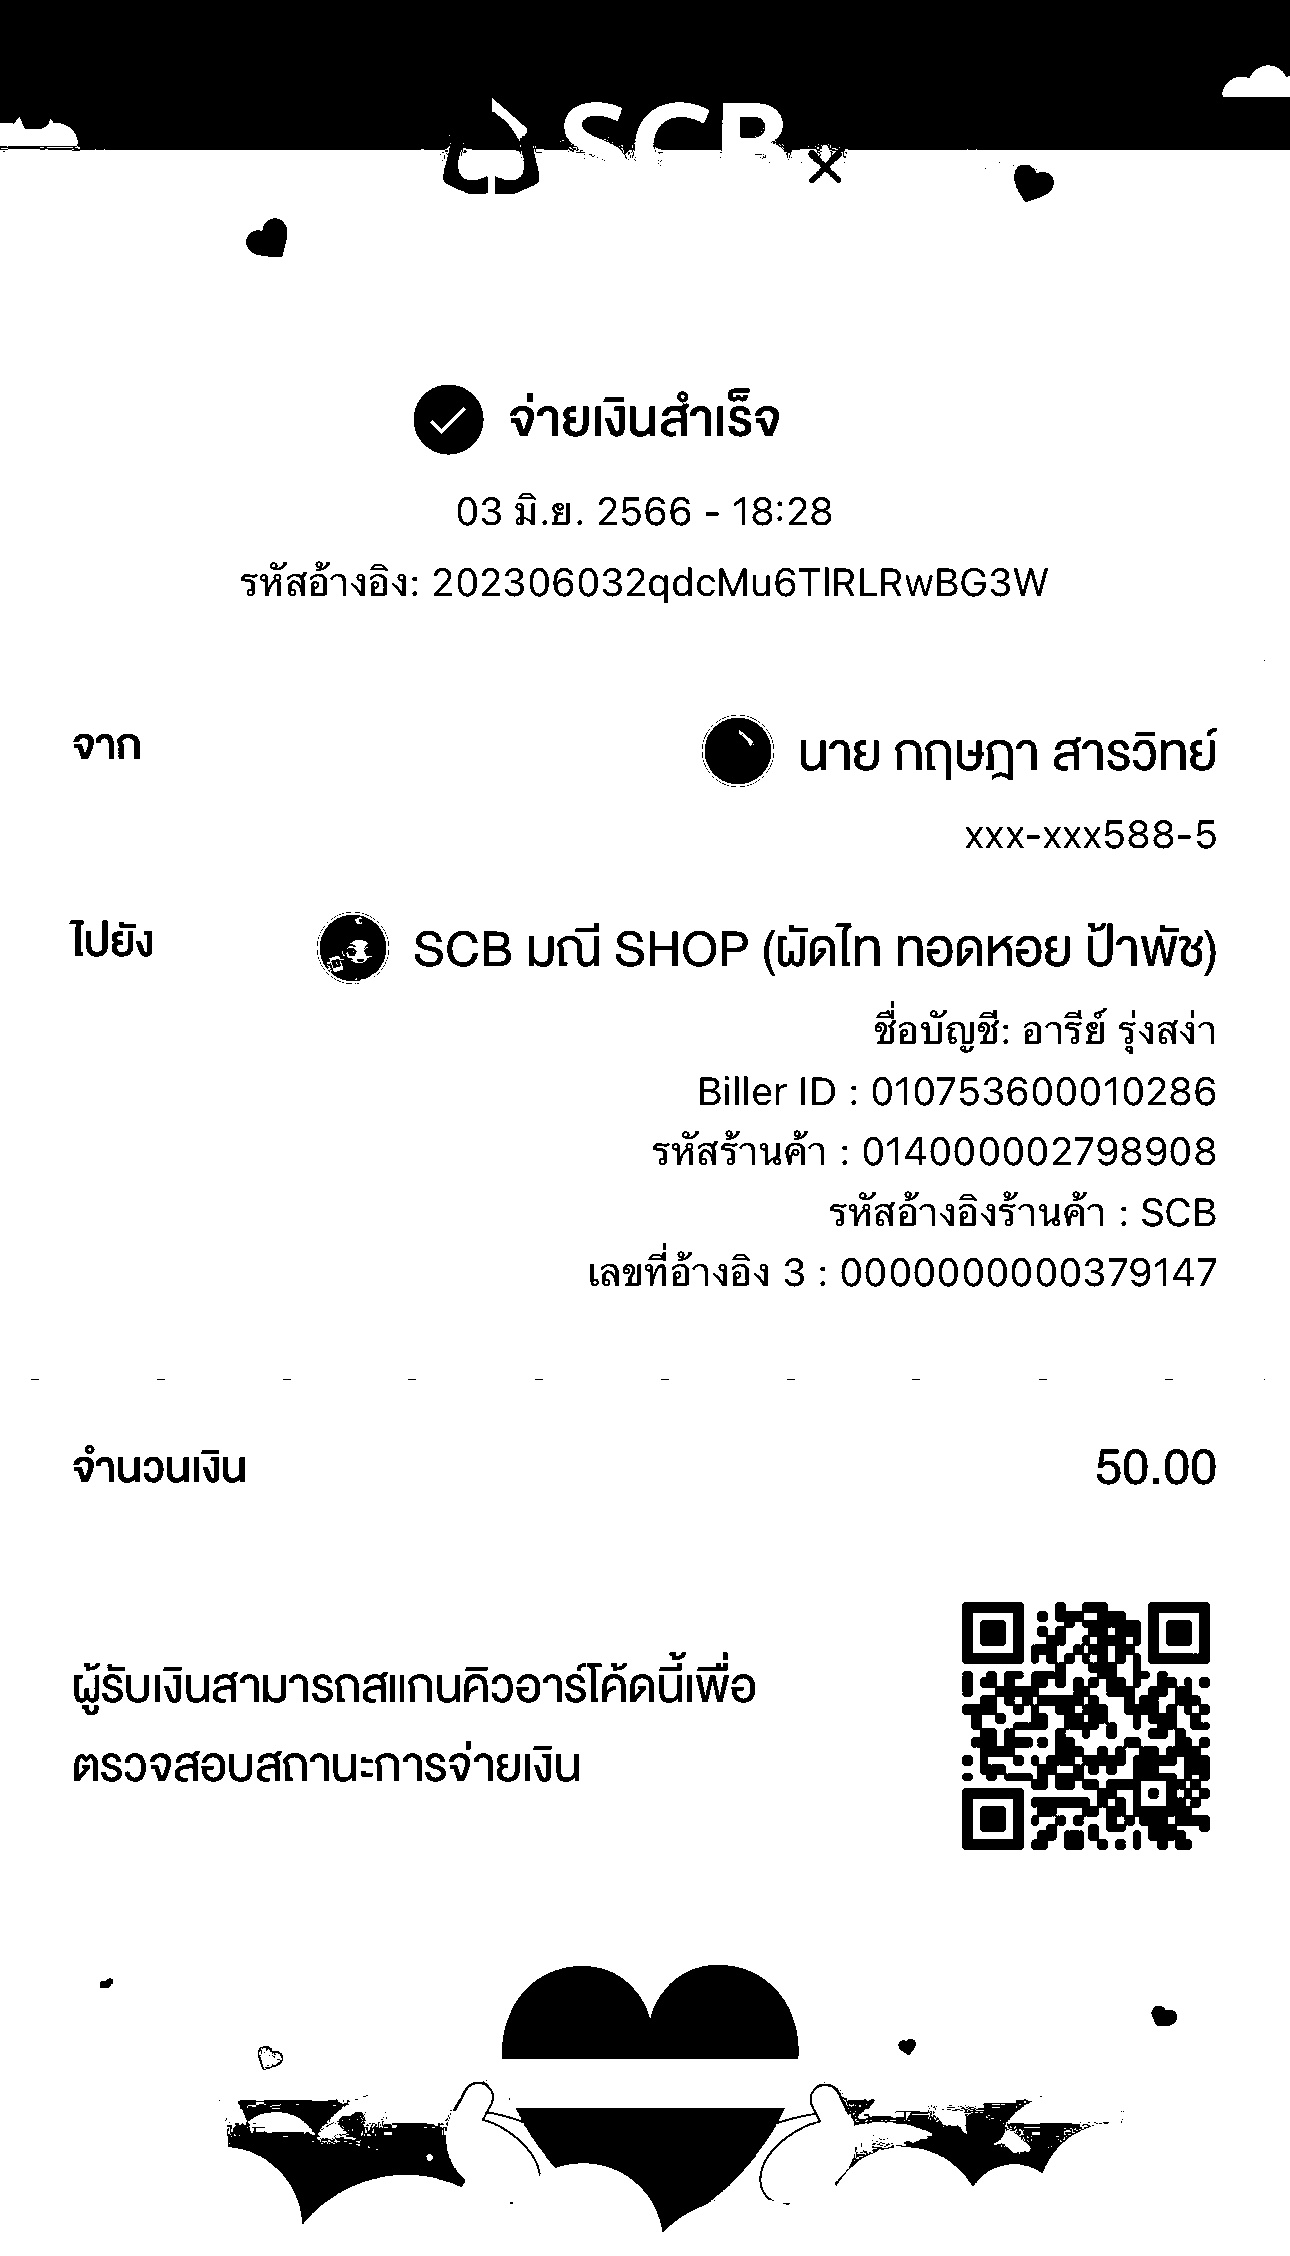 SCB
จ่ายเงินสำเร็จ
03 มิ.ย. 2566 - 18:28
รหัสอ้างอิง: 202306032qdcMu6TlRLRwBG3W
จาก
นาย กฤษฎา สารวิทย์
xxx-xxx588-5
ไปยัง
SCB มณี SHOP (ผัดไท ทอดหอย ป้าพัช)
ชื่อบัญชี: อารีย์ รุ่งสง่า
Biller ID : 010753600010286
รหัสร้านค้า : 014000002798908
รหัสอ้างอิงร้านค้า : SCB
เลขที่อ้างอิง 3 : 0000000000379147
จำนวนเงิน 50.00
ผู้รับเงินสามารถสแกนคิวอาร์โค้ดนี้เพื่อ
ตรวจสอบสถานะการจ่ายเงิน